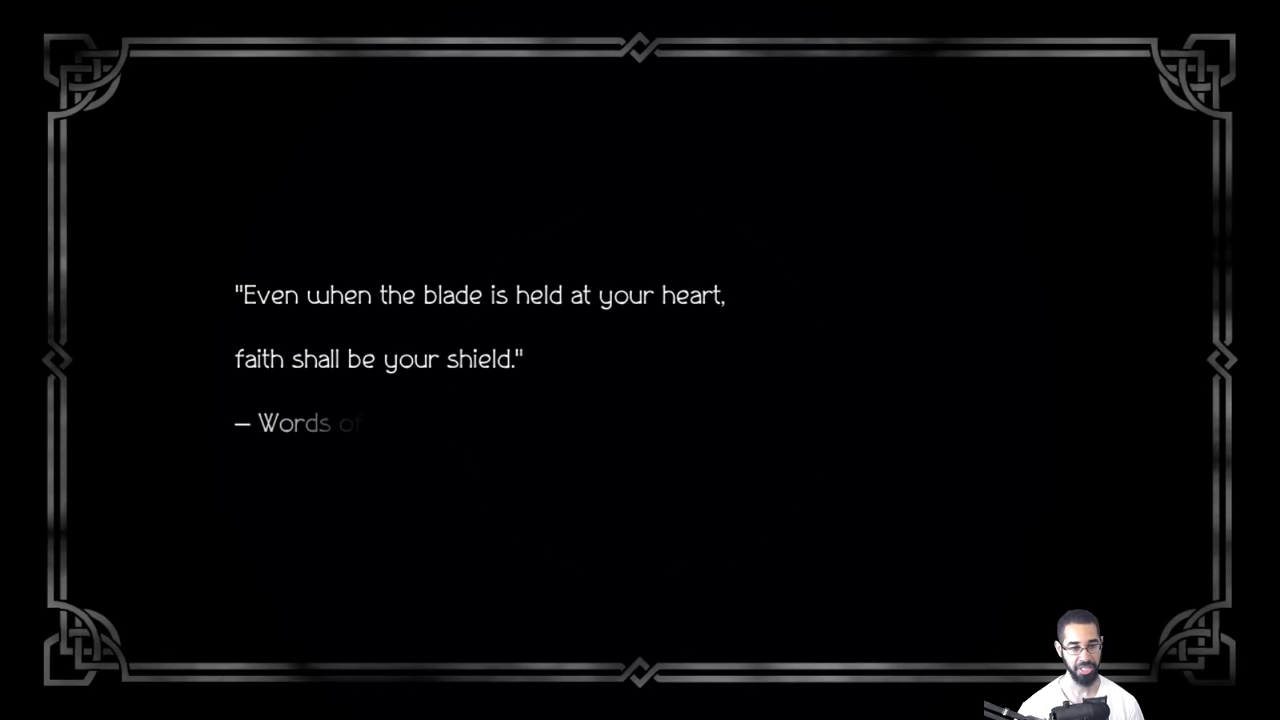 "Even when the blade is held at your heart,
faith shall be your shield."
— Words of